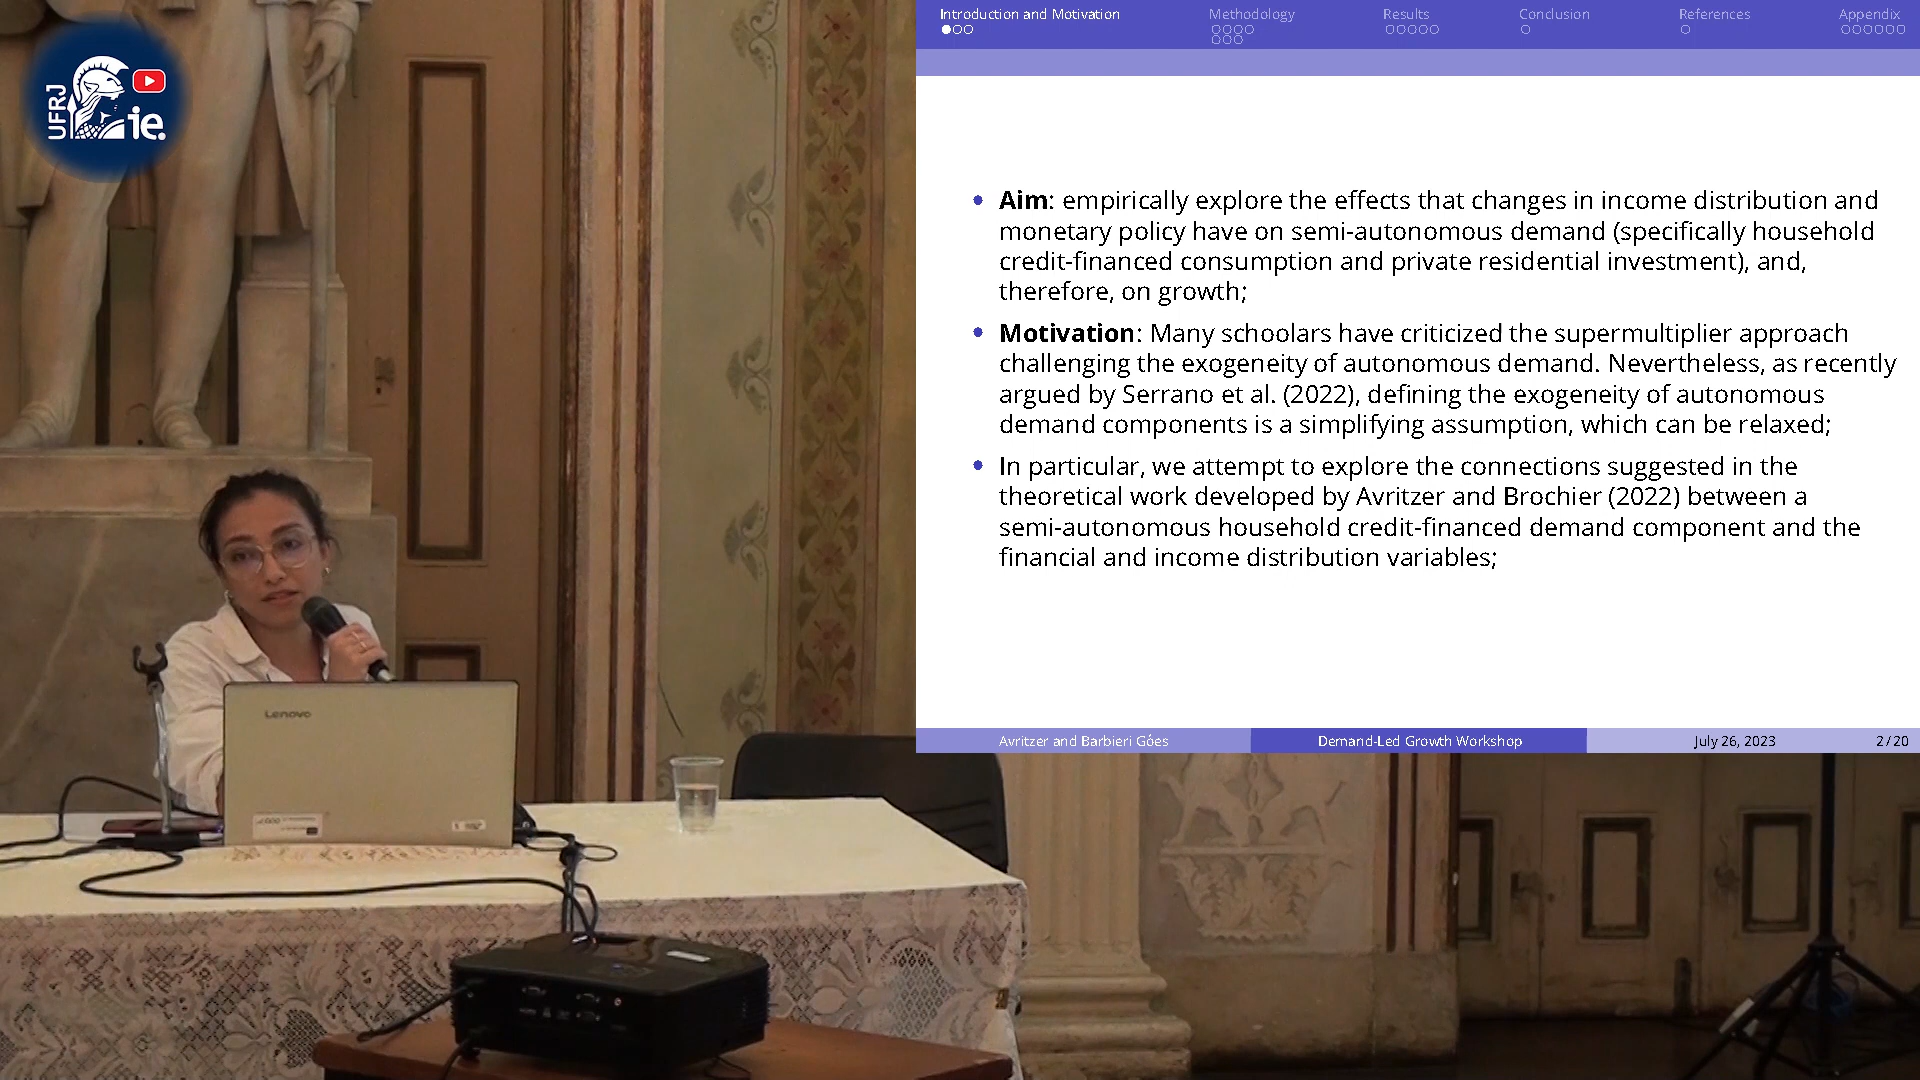 UFRJ
ie.
Lenovo
Introduction and Motivation
Methodology
Results
Conclusion
References
Appendix
Aim: empirically explore the effects that changes in income distribution and
monetary policy have on semi-autonomous demand (specifically household
credit-financed consumption and private residential investment), and,
therefore, on growth;
Motivation: Many schoolars have criticized the supermultiplier approach
challenging the exogeneity of autonomous demand. Nevertheless, as recently
argued by Serrano et al. (2022), defining the exogeneity of autonomous
demand components is a simplifying assumption, which can be relaxed;
In particular, we attempt to explore the connections suggested in the
theoretical work developed by Avritzer and Brochier (2022) between a
semi-autonomous household credit-financed demand component and the
financial and income distribution variables;
Avritzer and Barbieri Góes
Demand-Led Growth Workshop
July 26, 2023
2 / 20